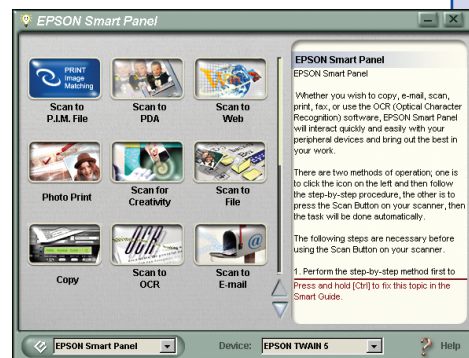 EPSON Smart Panel
PRINT
Image
Matching
Scan to
P.I.M. File
Scan to
PDA
Web
Scan to
Web
Photo Print
Scan for
Creativity
Scan to
File
Copy
OCR
Scan to
OCR
@
Scan to
E-mail
EPSON Smart Panel
EPSON Smart Panel
Whether you wish to copy, e-mail, scan,
print, fax, or use the OCR (Optical Character
Recognition) software, EPSON Smart Panel
will interact quickly and easily with your
peripheral devices and bring out the best in
your work.
There are two methods of operation; one is
to click the icon on the left and then follow
the step-by-step procedure, the other is to
press the Scan Button on your scanner, then
the task will be done automatically.
The following steps are necessary before
using the Scan Button on your scanner.
1. Perform the step-by-step method first to
Press and hold [Ctrl] to fix this topic in the
Smart Guide.
EPSON Smart Panel
Device: EPSON TWAIN 5
Help